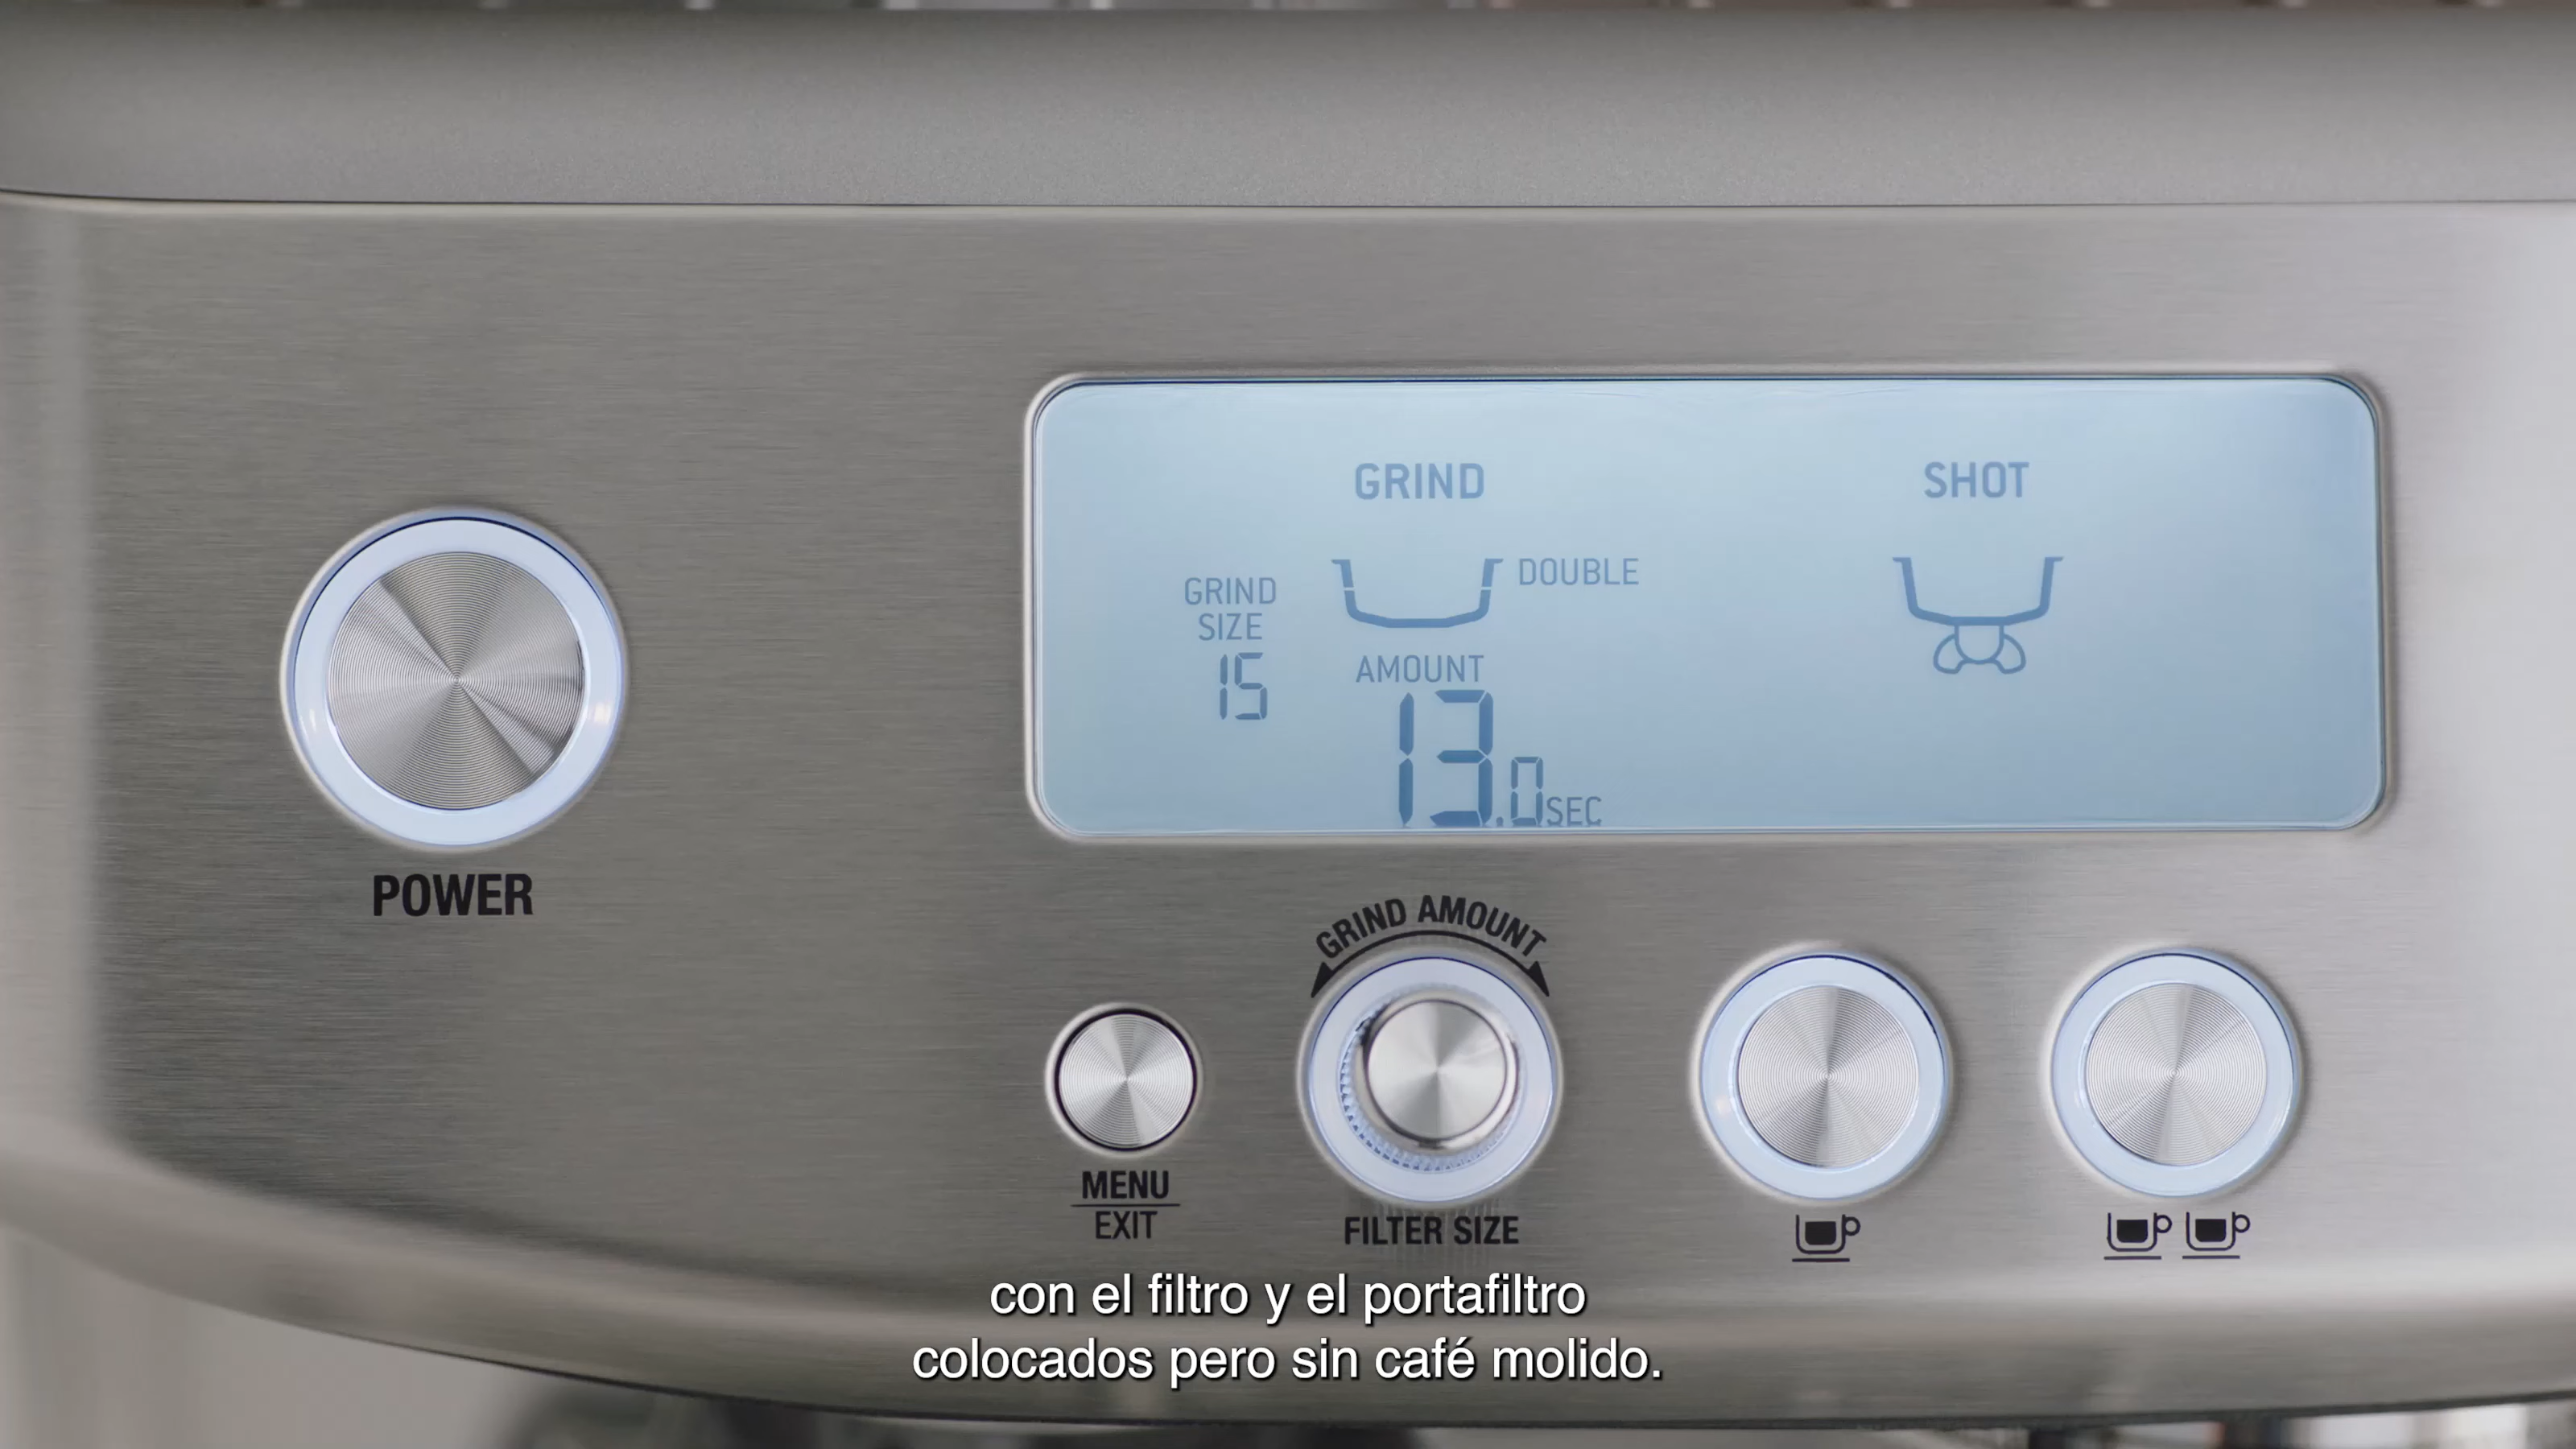 GRIND
SHOT
DOUBLE
GRIND
SIZE
15
AMOUNT
13.0SEC
POWER
GRIND AMOUNT
MENU
EXIT
FILTER SIZE
con el filtro y el portafiltro
colocados pero sin café molido.